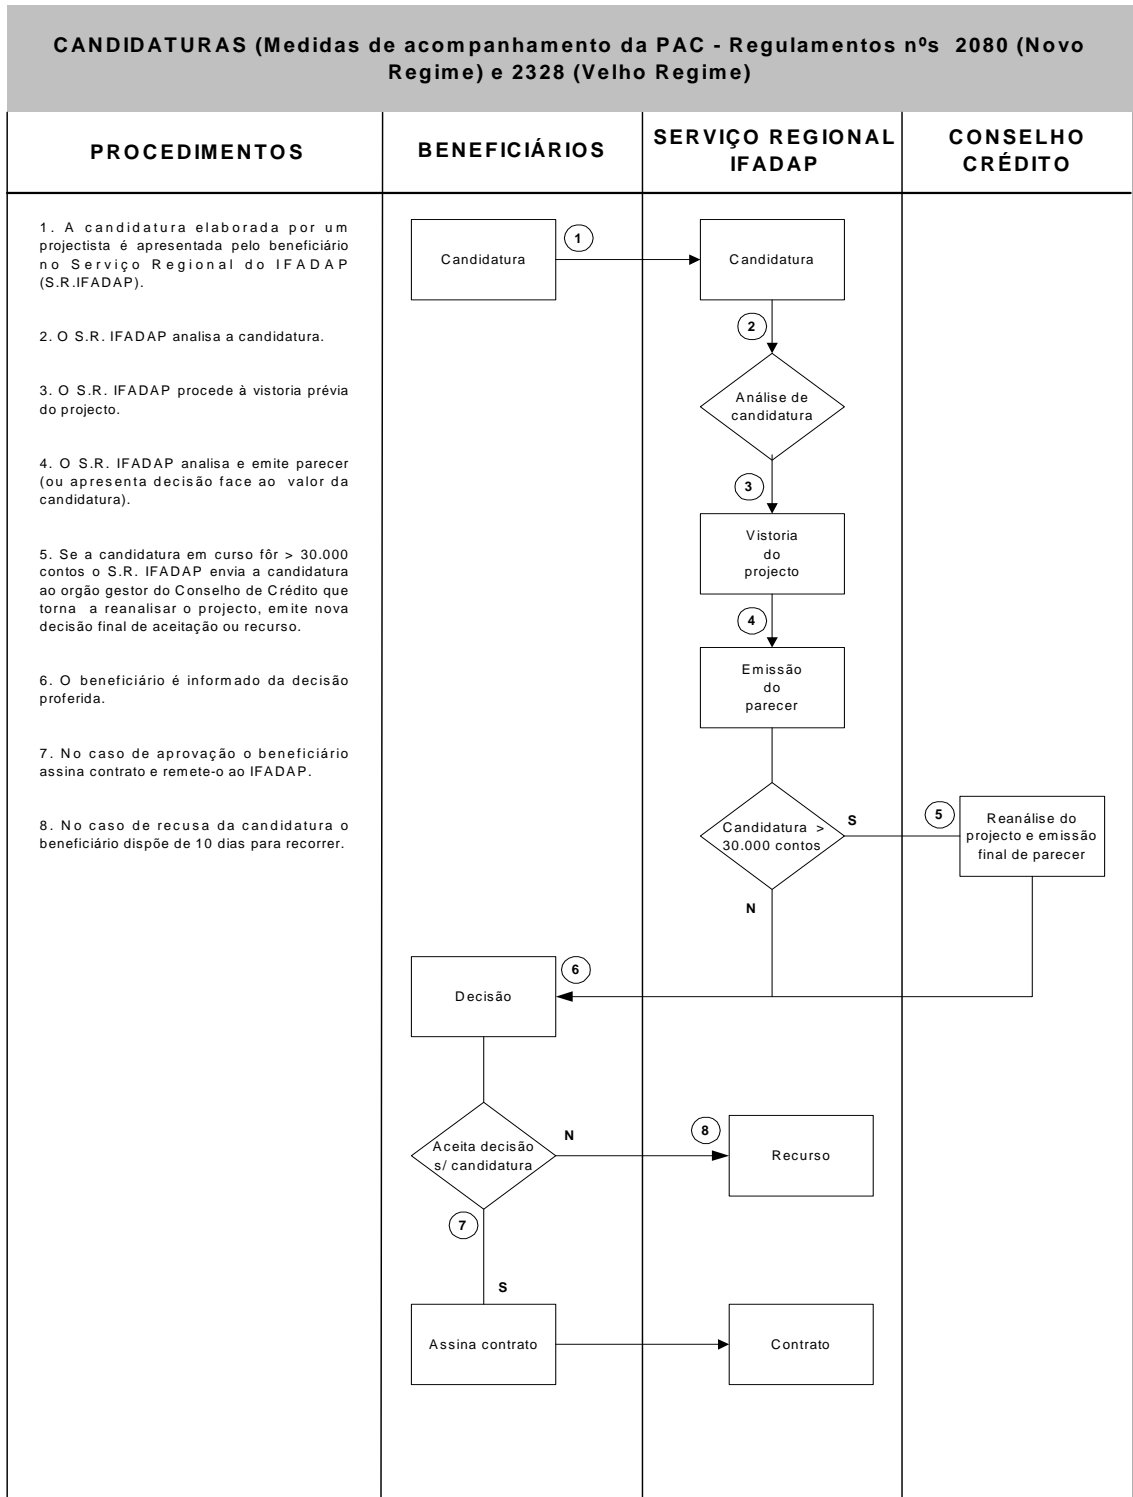 CANDIDATURAS (Medidas de acompanhamento da PAC - Regulamentos nºs 2080 (Novo
Regime) e 2328 (Velho Regime)
PROCEDIMENTOS
BENEFICIÁRIOS
SERVIÇO REGIONAL
IFADAP
CONSELHO
CRÉDITO
1. A candidatura elaborada por um
projectista é apresentada pelo beneficiário
no Serviço Regional do IFADAP
(S.R.IFADAP).
2. O S.R. IFADAP analisa a candidatura.
3. O S.R. IFADAP procede à vistoria prévia
do projecto.
4. O S.R. IFADAP analisa e emite parecer
(ou apresenta decisão face ao valor da
candidatura).
5. Se a candidatura em curso fôr > 30.000
contos o S.R. IFADAP envia a candidatura
ao orgão gestor do Conselho de Crédito que
torna a reanalisar o projecto, emite nova
decisão final de aceitação ou recurso.
6. O beneficiário é informado da decisão
proferida.
7. No caso de aprovação o beneficiário
assina contrato e remete-o ao IFADAP.
8. No caso de recusa da candidatura o
beneficiário dispõe de 10 dias para recorrer.
Candidatura
1
Candidatura
2
Análise de
candidatura
3
Vistoria
do
projecto
4
Emissão
do
parecer
Candidatura >
30.000 contos
S
5
Reanálise do
projecto e emissão
final de parecer
N
6
Decisão
Aceita decisão
s/ candidatura
N
8
Recurso
7
S
Assina contrato
Contrato